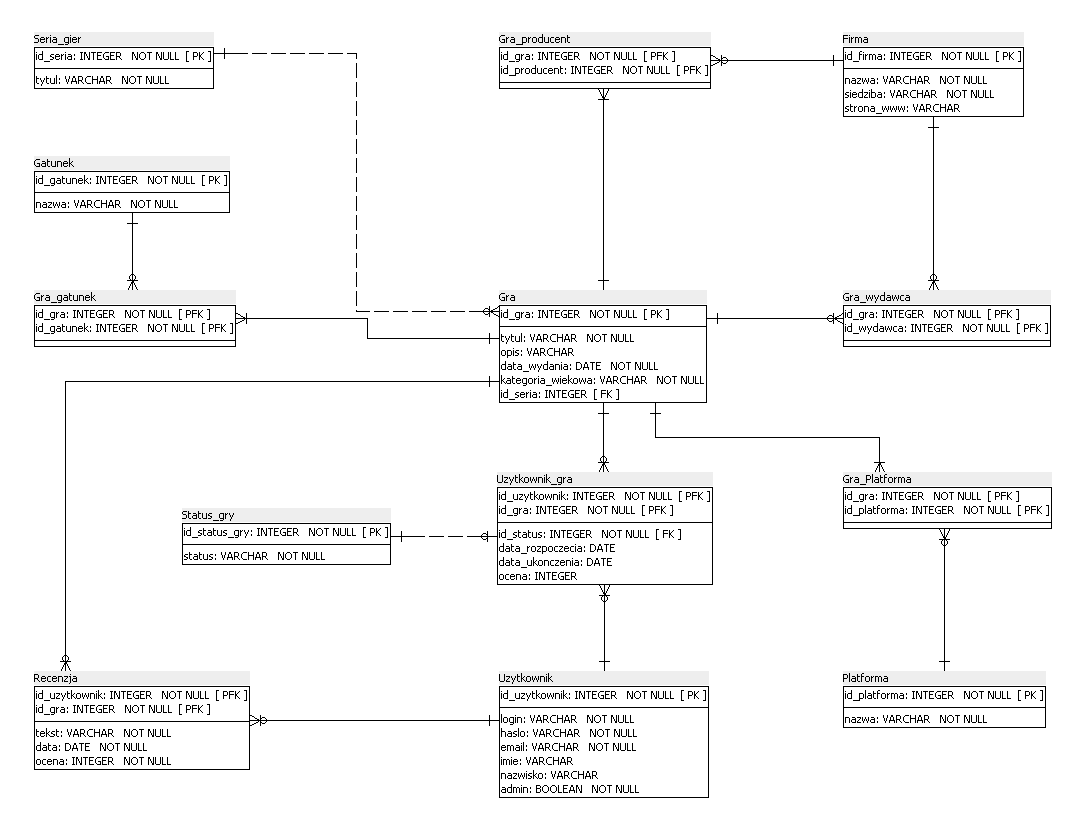 Seria_gier
id_seria: INTEGER NOT NULL [ PK ]
tytul: VARCHAR NOT NULL
Gra_producent
id_gra: INTEGER NOT NULL [ PFK ]
id_producent: INTEGER NOT NULL [ PFK ]
Firma
id_firma: INTEGER NOT NULL [ PK ]
nazwa: VARCHAR NOT NULL
siedziba: VARCHAR NOT NULL
strona_www: VARCHAR
Gatunek
id_gatunek: INTEGER NOT NULL [ PK ]
nazwa: VARCHAR NOT NULL
Gra_gatunek
id_gra: INTEGER NOT NULL [ PFK ]
id_gatunek: INTEGER NOT NULL [ PFK ]
Gra
id_gra: INTEGER NOT NULL [ PK ]
tytul: VARCHAR NOT NULL
opis: VARCHAR
data_wydania: DATE NOT NULL
kategoria_wiekowa: VARCHAR NOT NULL
id_seria: INTEGER [ FK ]
Gra_wydawca
id_gra: INTEGER NOT NULL [ PFK ]
id_wydawca: INTEGER NOT NULL [ PFK ]
Status_gry
id_status_gry: INTEGER NOT NULL [ PK ]
status: VARCHAR NOT NULL
Uzytkownik_gra
id_uzytkownik: INTEGER NOT NULL [ PFK ]
id_gra: INTEGER NOT NULL [ PFK ]
id_status: INTEGER NOT NULL [ FK ]
data_rozpoczecia: DATE
data_ukonczenia: DATE
ocena: INTEGER
Gra_Platforma
id_gra: INTEGER NOT NULL [ PFK ]
id_platforma: INTEGER NOT NULL [ PFK ]
Recenzja
id_uzytkownik: INTEGER NOT NULL [ PFK ]
id_gra: INTEGER NOT NULL [ PFK ]
tekst: VARCHAR NOT NULL
data: DATE NOT NULL
ocena: INTEGER NOT NULL
Uzytkownik
id_uzytkownik: INTEGER NOT NULL [ PK ]
login: VARCHAR NOT NULL
haslo: VARCHAR NOT NULL
email: VARCHAR NOT NULL
imie: VARCHAR
nazwisko: VARCHAR
admin: BOOLEAN NOT NULL
Platforma
id_platforma: INTEGER NOT NULL [ PK ]
nazwa: VARCHAR NOT NULL